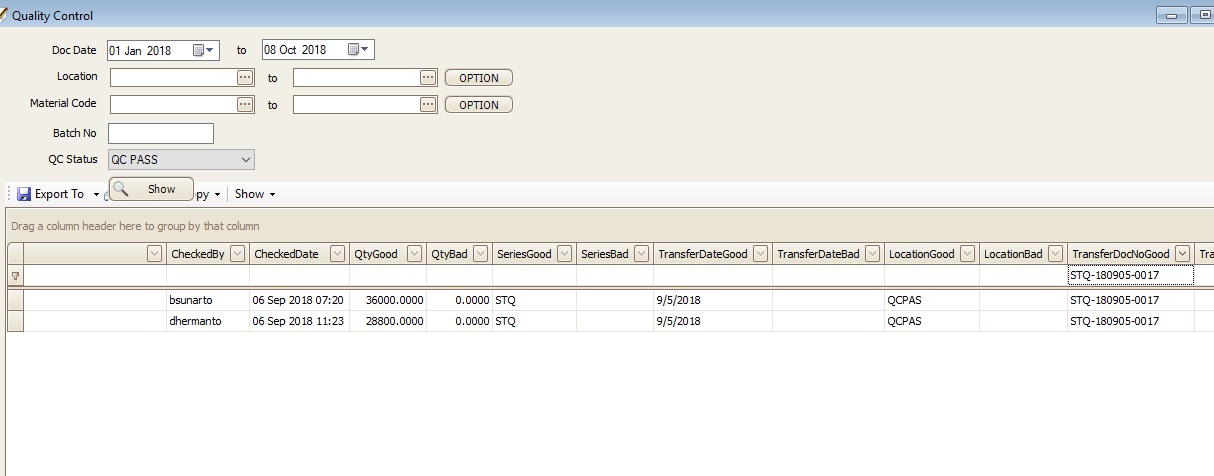 Quality Control
Doc Date 01 Jan 2018 to 08 Oct 2018
Location ... to ... OPTION
Material Code ... to ... OPTION
Batch No
QC Status QC PASS
Show
Export To py Show
Drag a column header here to group by that column
CheckedBy CheckedDate QtyGood QtyBad SeriesGood SeriesBad TransferDateGood TransferDateBad LocationGood LocationBad TransferDocNoGood Tra
STQ-180905-0017
bsunarto 06 Sep 2018 07:20 36000.0000 0.0000 STQ 9/5/2018 QCPAS STQ-180905-0017
dhermanto 06 Sep 2018 11:23 28800.0000 0.0000 STQ 9/5/2018 QCPAS STQ-180905-0017